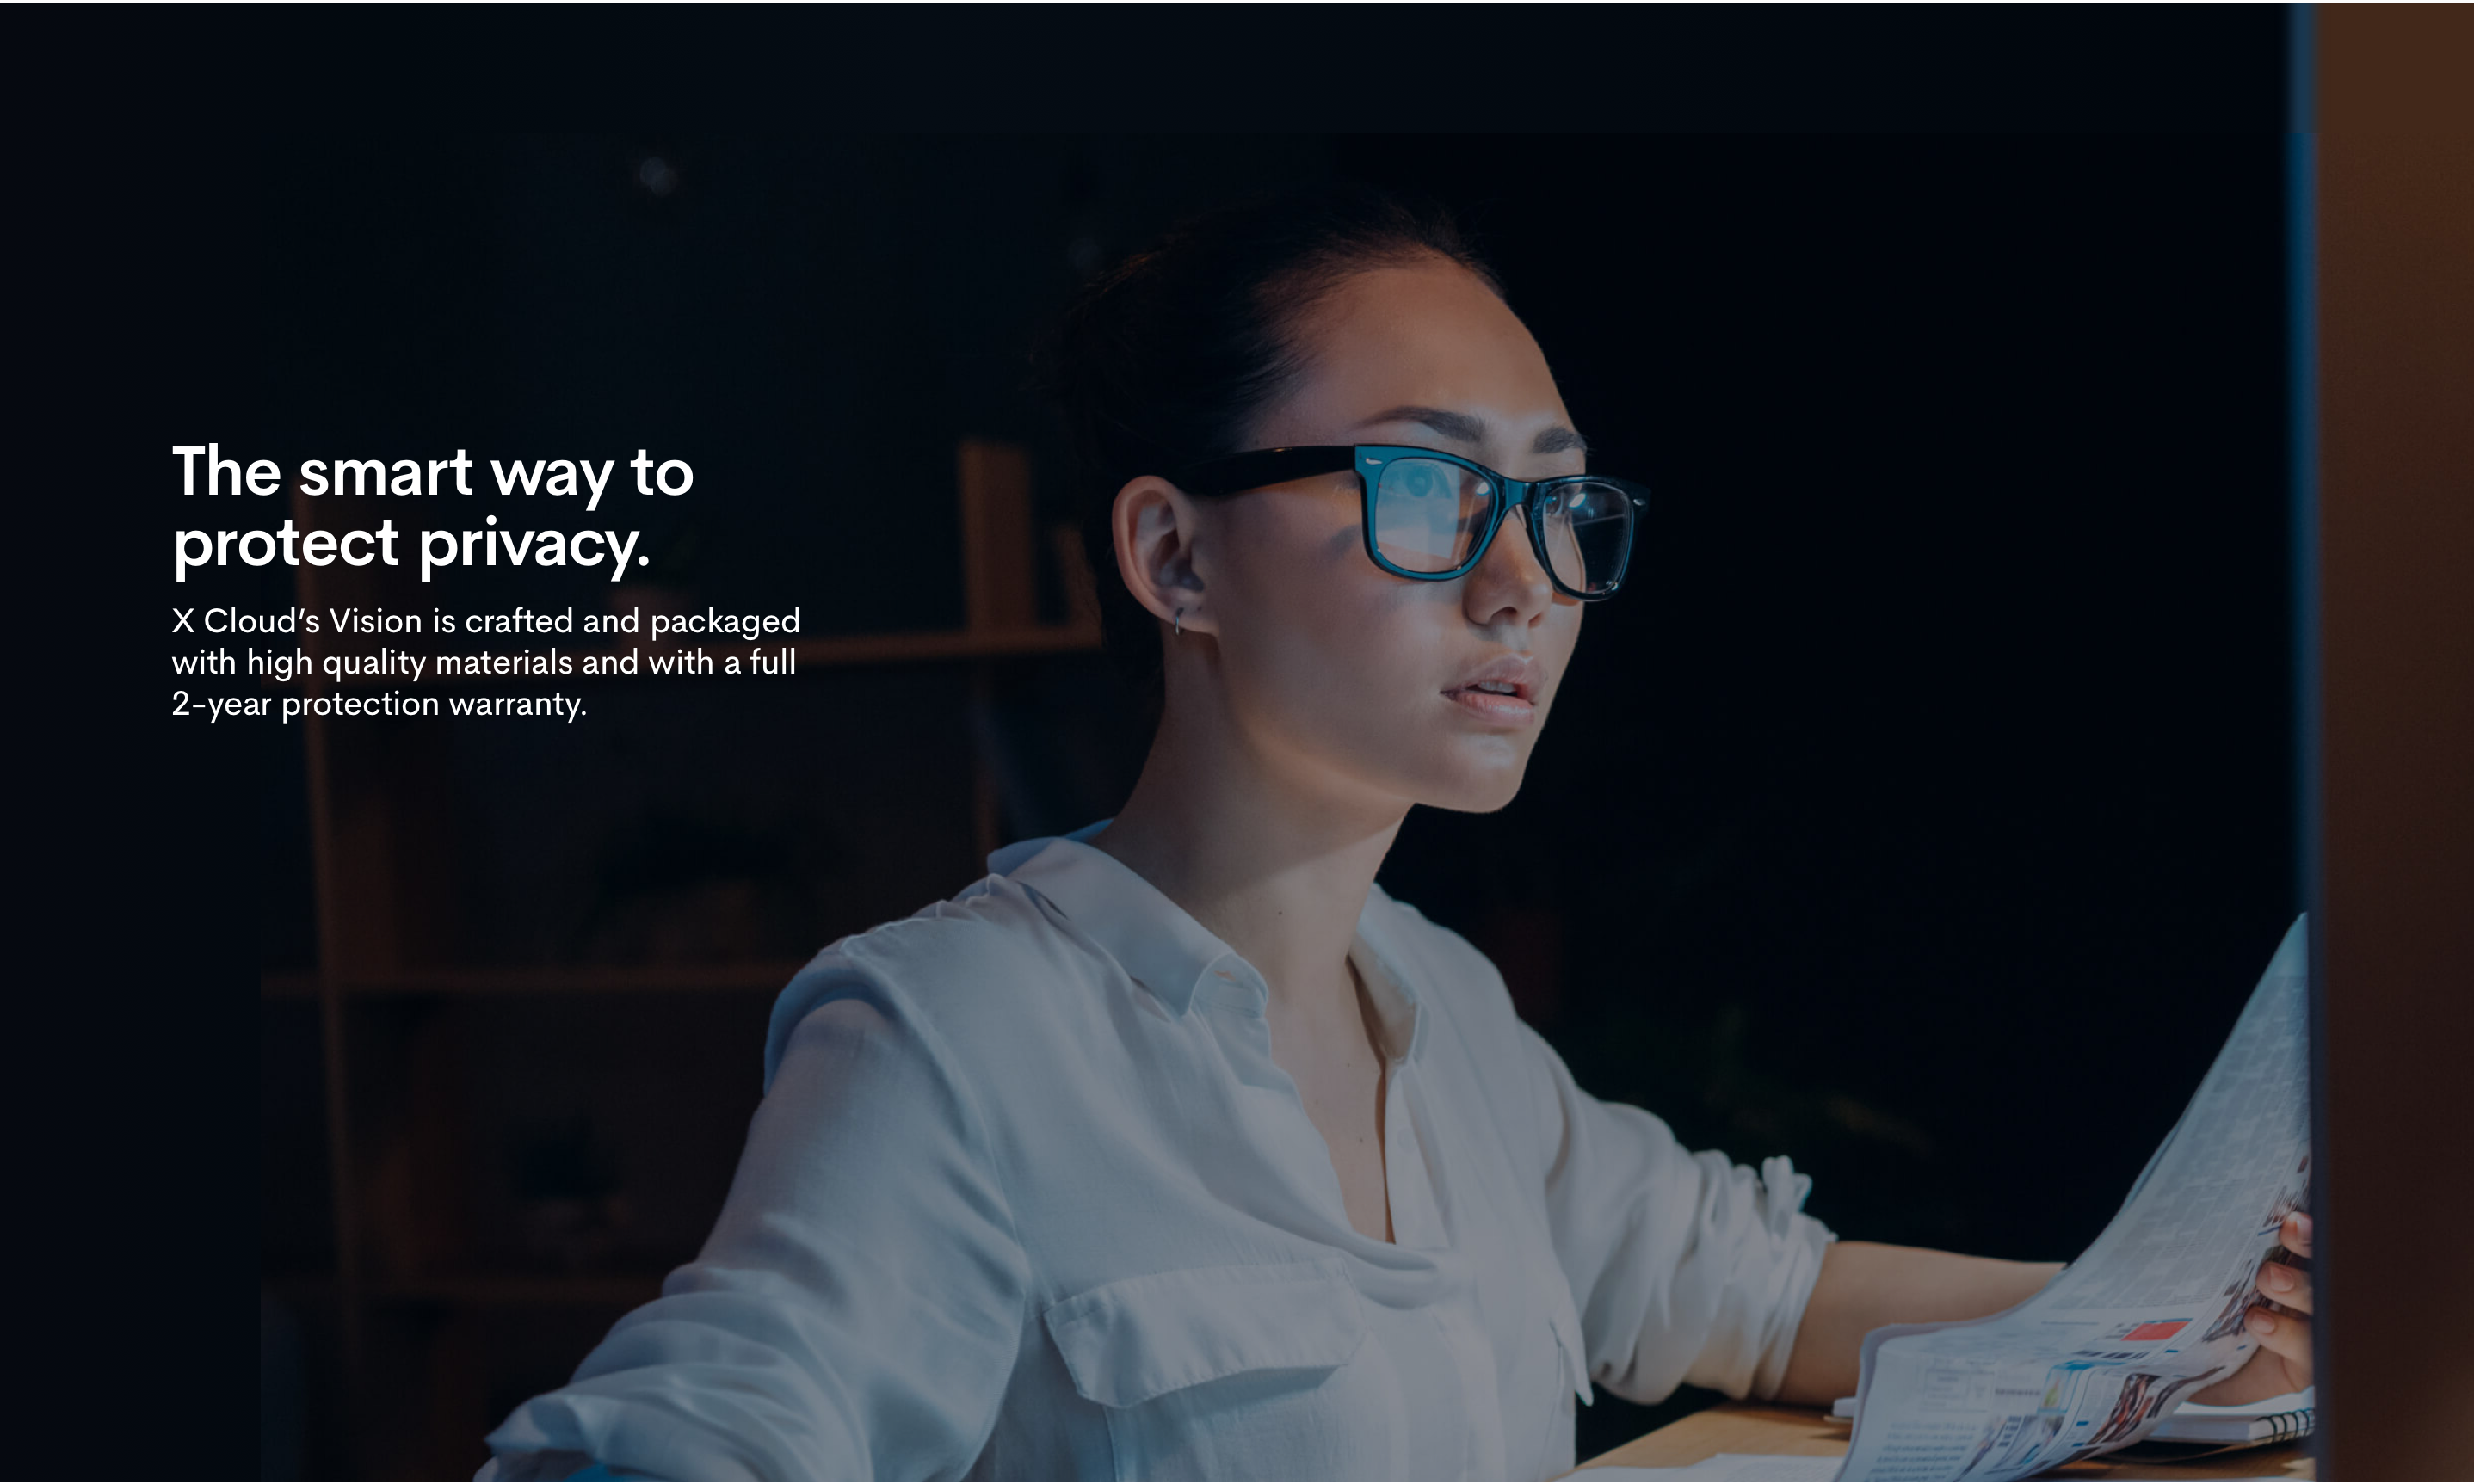 The smart way to
protect privacy.
X Cloud’s Vision is crafted and packaged
with high quality materials and with a full
2-year protection warranty.